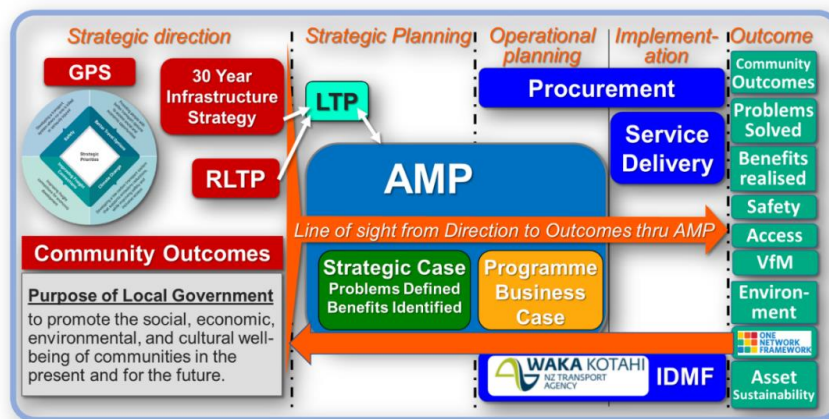 Strategic direction
Strategic Planning
Operational
planning
Implement-
ation
Outcome
GPS
Strategic
Priorities
Safety
30 Year
Infrastructure
Strategy
RLTP
LTP
Procurement
Service
Delivery
AMP
Line of sight from Direction to Outcomes thru AMP
Strategic Case
Problems Defined
Benefits Identified
Programme
Business
Case
Community Outcomes
Purpose of Local Government
to promote the social, economic,
environmental, and cultural well-
being of communities in the
present and for the future.
WAKA KOTAHI
NZ TRANSPORT
AGENCY
IDMF
Community
Outcomes
Problems
Solved
Benefits
realised
Safety
Access
VfM
Environ-
ment
ONE
NETWORK
FRAMEWORK
Asset
Sustainability